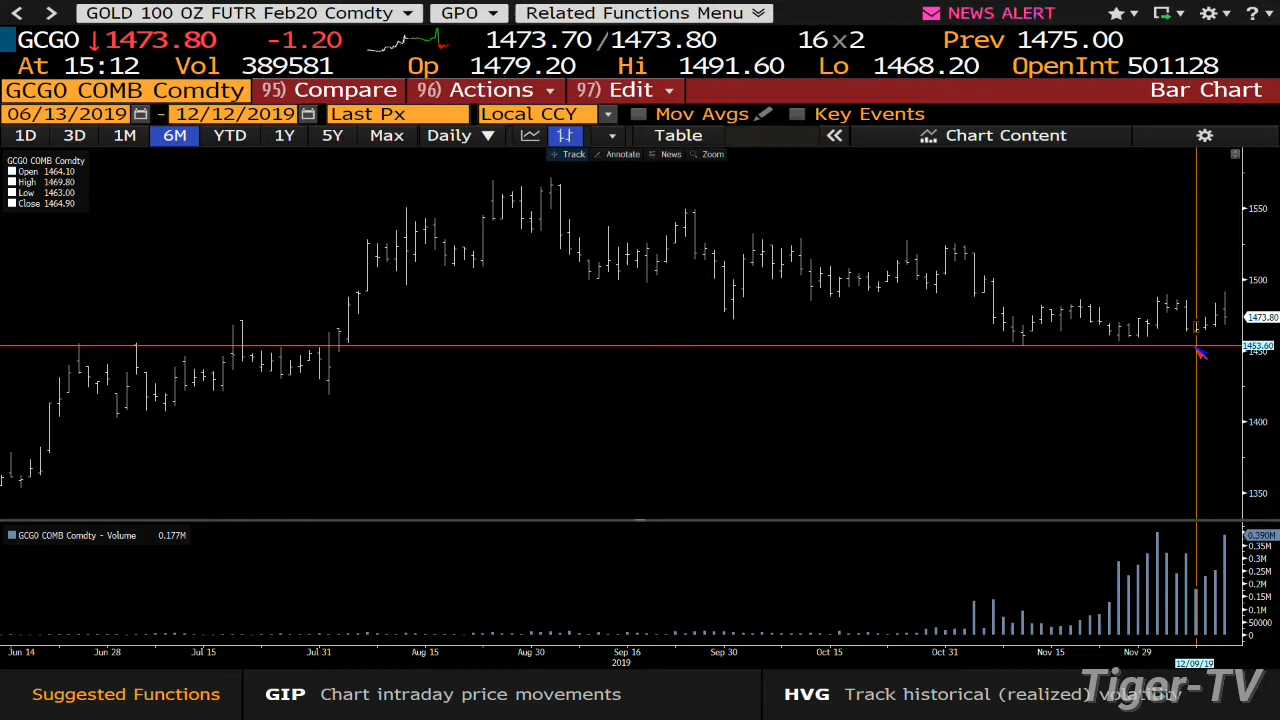 GOLD 100 OZ FUTR Feb20 Comdty GPO Related Functions Menu NEWS ALERT ?
GCG0 ↓1473.80 -1.20 1473.70/1473.80 16x2 Prev 1475.00
At 15:12 Vol 389581 Op 1479.20 Hi 1491.60 Lo 1468.20 OpenInt 501128
GCG0 COMB Comdty 95) Compare 96) Actions 97) Edit Bar Chart
06/13/2019 - 12/12/2019 Last Px Local CCY Mov Avgs Key Events
1D 3D 1M 6M YTD 1Y 5Y Max Daily ▼ Table « Chart Content
Track Annotate News Zoom
GCG0 COMB Comdty
Open 1464.10
High 1469.80
Low 1463.00
Close 1464.90
1550
1500
1473.80
1453.60
1450
1400
1350
GCG0 COMB Comdty - Volume 0.177M
0.390M
0.35M
0.3M
0.25M
0.2M
0.15M
0.1M
50000
0
Jun 14 Jun 28 Jul 15 Jul 31 Aug 15 Aug 30 Sep 16 Sep 30 Oct 15 Oct 31 Nov 15 Nov 29
2019 12/09/19
Suggested Functions GIP Chart intraday price movements HVG Track historical (realized) volatility
Tiger-TV